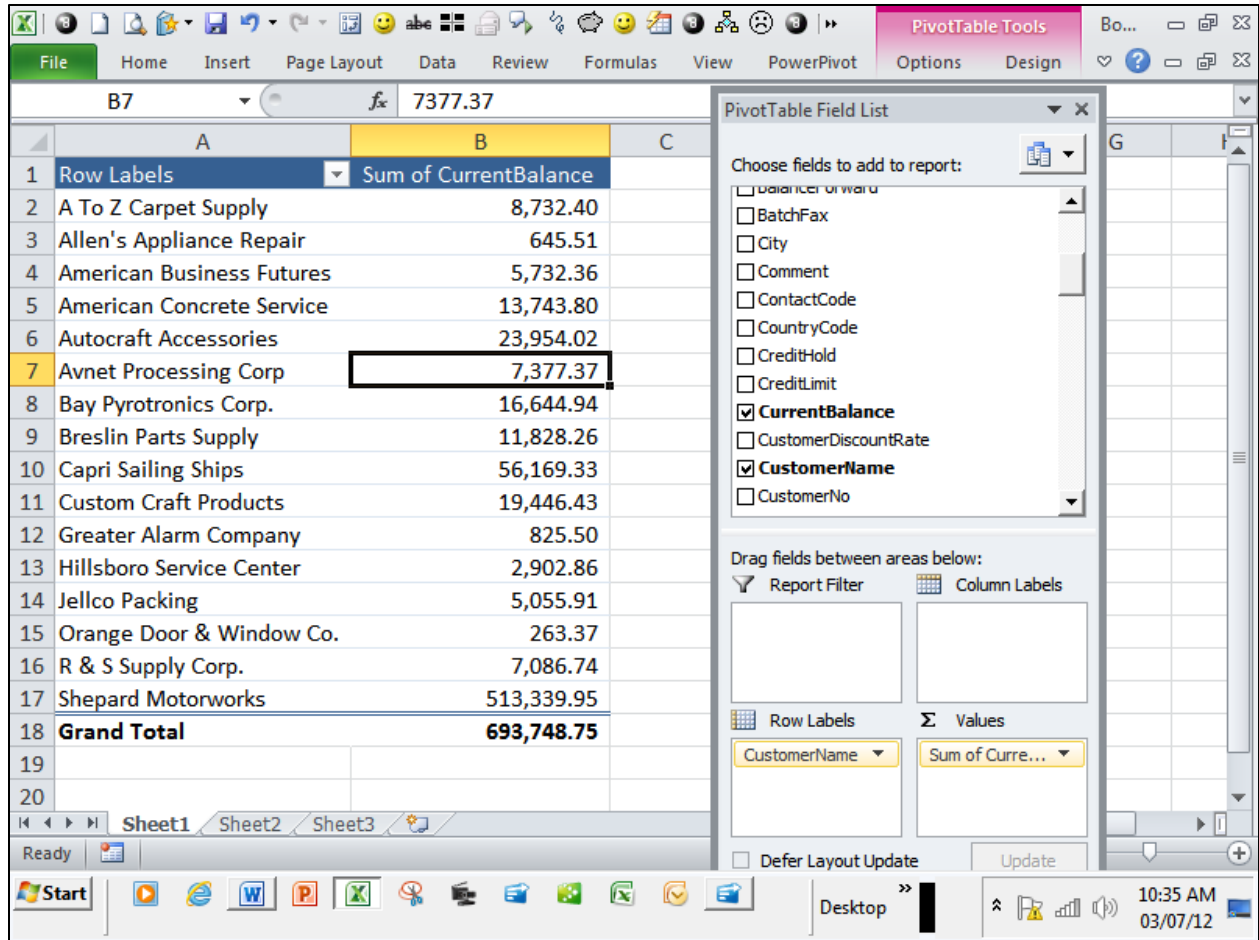 PivotTable Tools Bo...
File Home Insert Page Layout Data Review Formulas View PowerPivot Options Design
B7 fx 7377.37
A B C G
1 Row Labels Sum of CurrentBalance
2 A To Z Carpet Supply 8,732.40
3 Allen's Appliance Repair 645.51
4 American Business Futures 5,732.36
5 American Concrete Service 13,743.80
6 Autocraft Accessories 23,954.02
7 Avnet Processing Corp 7,377.37
8 Bay Pyrotronics Corp. 16,644.94
9 Breslin Parts Supply 11,828.26
10 Capri Sailing Ships 56,169.33
11 Custom Craft Products 19,446.43
12 Greater Alarm Company 825.50
13 Hillsboro Service Center 2,902.86
14 Jellco Packing 5,055.91
15 Orange Door & Window Co. 263.37
16 R & S Supply Corp. 7,086.74
17 Shepard Motorworks 513,339.95
18 Grand Total 693,748.75
19
20
PivotTable Field List
Choose fields to add to report:
BalanceForward
BatchFax
City
Comment
ContactCode
CountryCode
CreditHold
CreditLimit
CurrentBalance
CustomerDiscountRate
CustomerName
CustomerNo
Drag fields between areas below:
Report Filter Column Labels
Row Labels Σ Values
CustomerName Sum of Curre...
Defer Layout Update Update
Sheet1 Sheet2 Sheet3
Ready
Start Desktop 10:35 AM
03/07/12